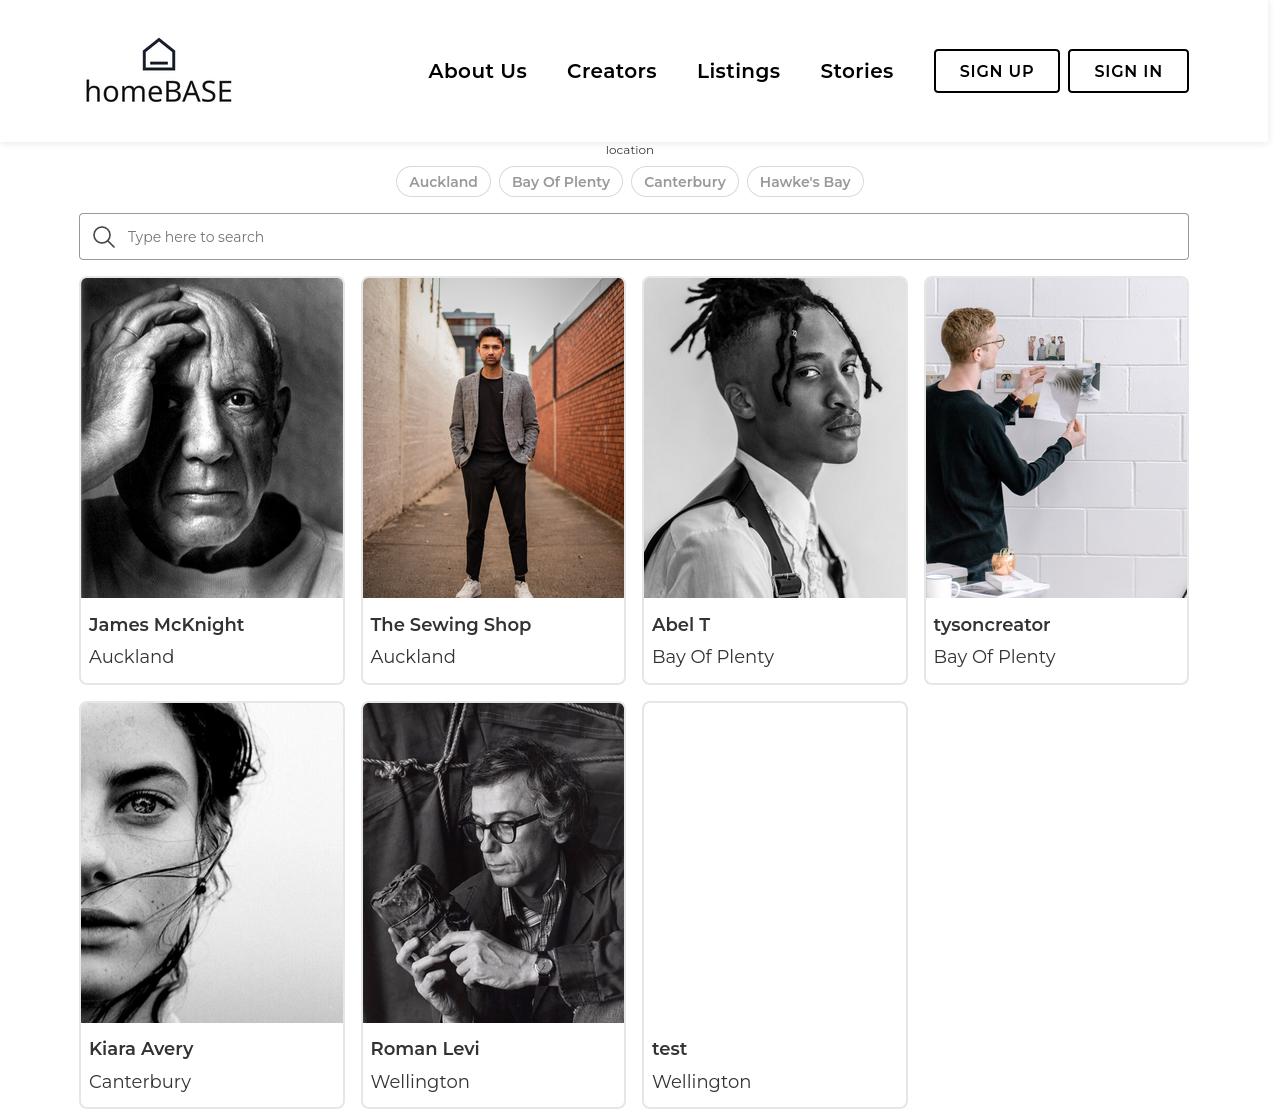 homeBASE
About Us
Creators
Listings
Stories
SIGN UP
SIGN IN
location
Auckland
Bay Of Plenty
Canterbury
Hawke's Bay
Type here to search
James McKnight
Auckland
The Sewing Shop
Auckland
Abel T
Bay Of Plenty
tysoncreator
Bay Of Plenty
Kiara Avery
Canterbury
Roman Levi
Wellington
test
Wellington